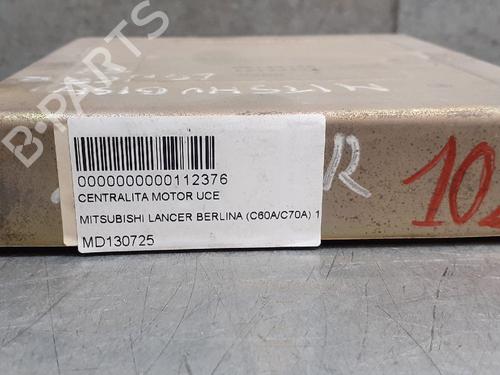 B-PARTS
0000000000112376
CENTRALITA MOTOR UCE
MITSUBISHI LANCER BERLINA (C60A/C70A) 1
MD130725
R
10